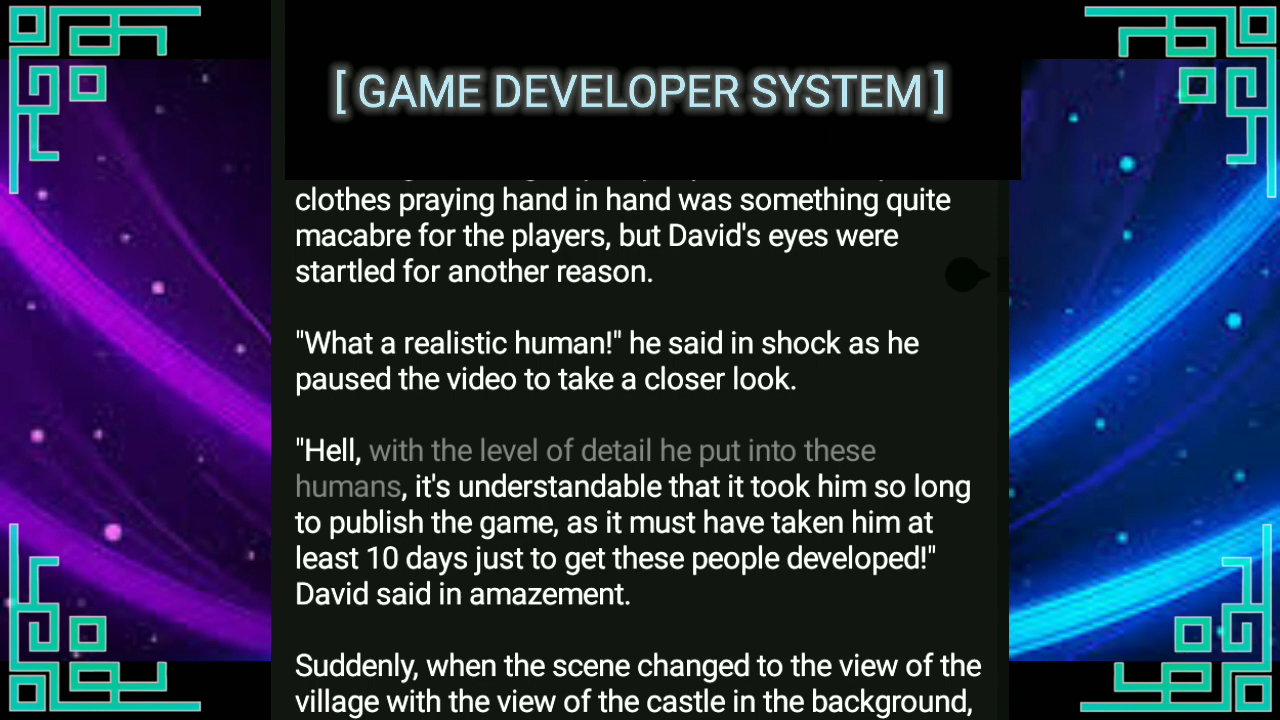 [ GAME DEVELOPER SYSTEM ]
clothes praying hand in hand was something quite
macabre for the players, but David's eyes were
startled for another reason.
"What a realistic human!" he said in shock as he
paused the video to take a closer look.
"Hell, with the level of detail he put into these
humans, it's understandable that it took him so long
to publish the game, as it must have taken him at
least 10 days just to get these people developed!"
David said in amazement.
Suddenly, when the scene changed to the view of the
village with the view of the castle in the background,